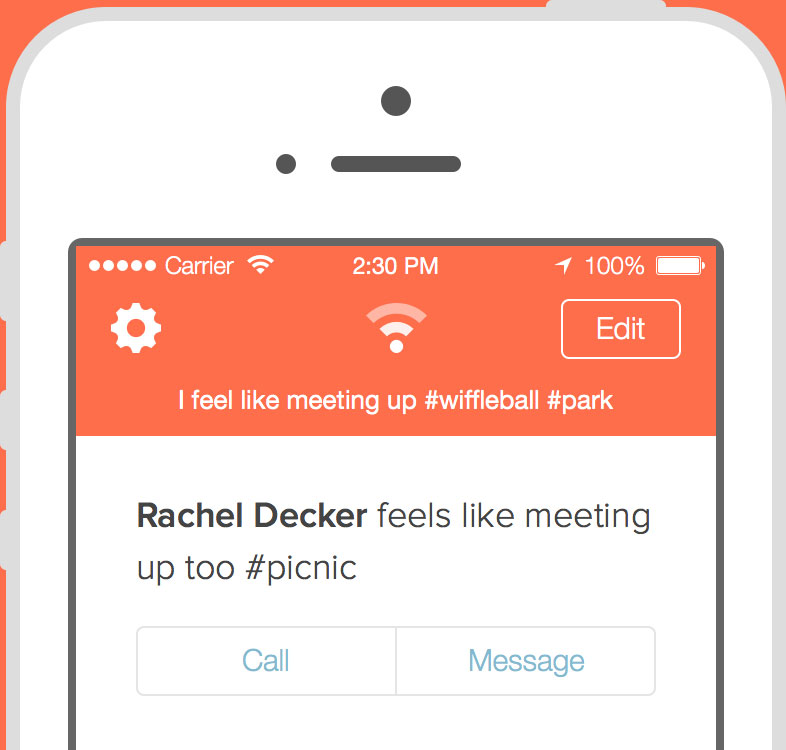 Carrier 2:30 PM 100%
Edit
I feel like meeting up #wiffleball #park
Rachel Decker feels like meeting
up too #picnic
Call Message